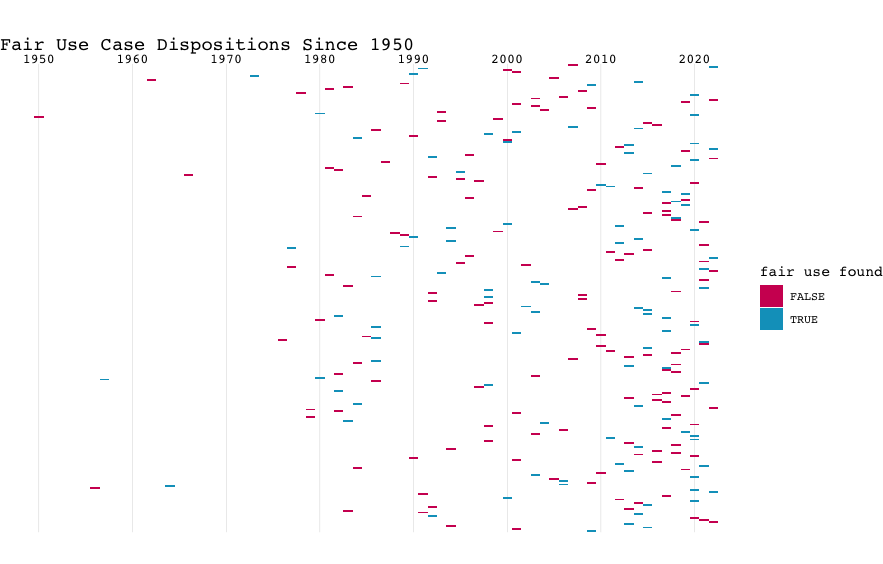 Fair Use Case Dispositions Since 1950
1950 1960 1970 1980 1990 2000 2010 2020
fair use found
FALSE
TRUE